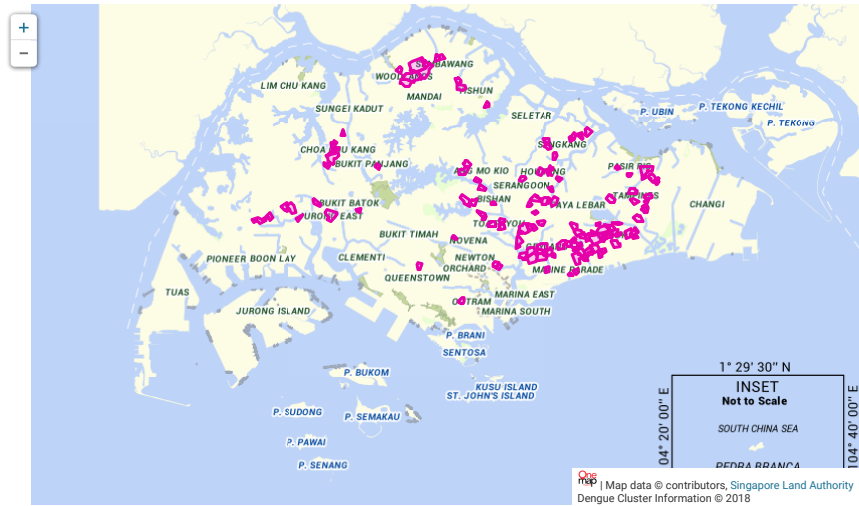 +
−
SEMBAWANG
WOODLANDS
LIM CHU KANG
YISHUN
MANDAI
SUNGEI KADUT
P. UBIN
P. TEKONG KECHIL
SELETAR
P. TEKONG
CHOA CHU KANG
SENGKANG
BUKIT PANJANG
ANG MO KIO
HOUGANG
PASIR RIS
SERANGOON
BUKIT BATOK
BISHAN
PAYA LEBAR
TAMPINES
CHANGI
JURONG EAST
TOA PAYOH
BUKIT TIMAH
NOVENA
PIONEER
BOON LAY
CLEMENTI
NEWTON
ORCHARD
MARINE PARADE
QUEENSTOWN
TUAS
MARINA EAST
OUTRAM
JURONG ISLAND
MARINA SOUTH
P. BRANI
SENTOSA
P. BUKOM
KUSU ISLAND
ST. JOHN'S ISLAND
P. SUDONG
P. SEMAKAU
P. PAWAI
P. SENANG
1° 29' 30'' N
INSET
Not to Scale
104° 20' 00'' E
104° 40' 00'' E
SOUTH CHINA SEA
PEDRA BRANCA
One map | Map data © contributors, Singapore Land Authority
Dengue Cluster Information © 2018